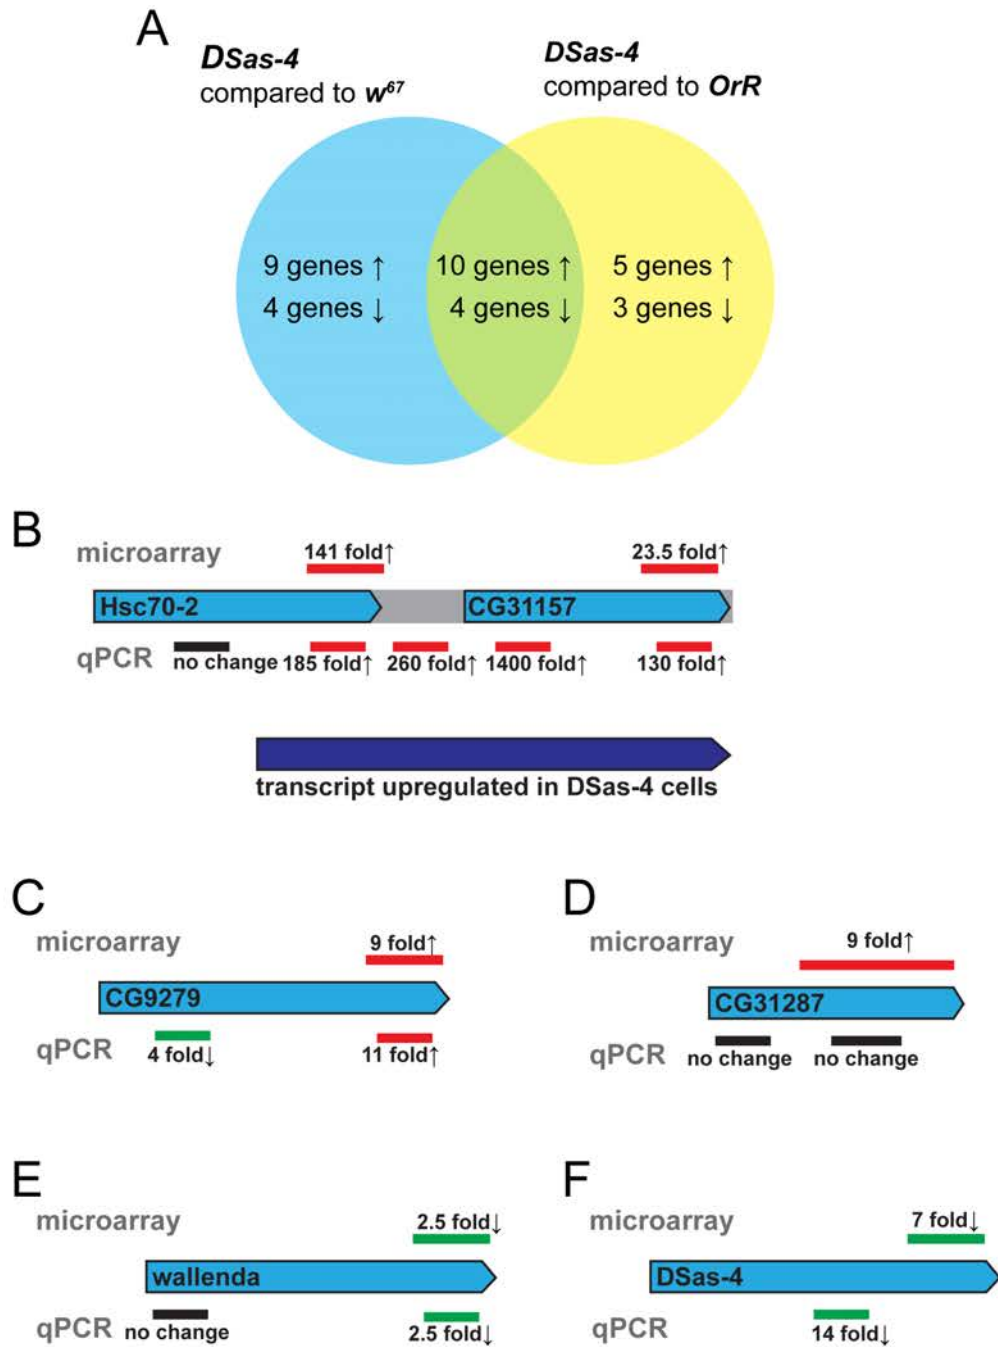 A
DSas-4
compared to w67
DSas-4
compared to OrR
9 genes ↑
4 genes ↓
10 genes ↑
4 genes ↓
5 genes ↑
3 genes ↓
B
microarray
141 fold↑
23.5 fold↑
Hsc70-2
CG31157
qPCR
no change
185 fold↑
260 fold↑
1400 fold↑
130 fold↑
transcript upregulated in DSas-4 cells
C
microarray
9 fold↑
CG9279
qPCR
4 fold↓
11 fold↑
D
microarray
9 fold↑
CG31287
qPCR
no change
no change
E
microarray
2.5 fold↓
wallenda
qPCR
no change
2.5 fold↓
F
microarray
7 fold↓
DSas-4
qPCR
14 fold↓